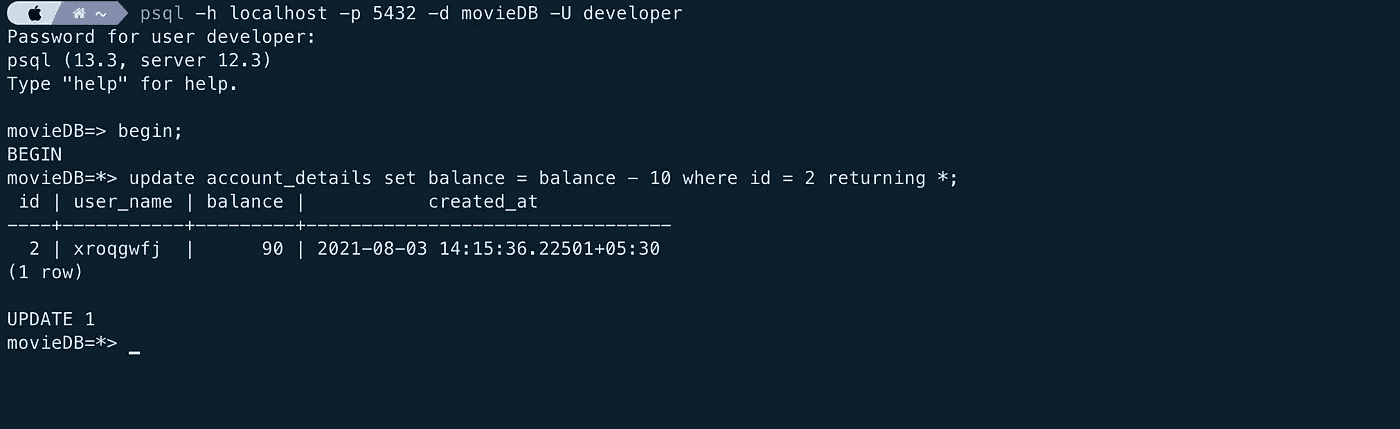 ~ psql -h localhost -p 5432 -d movieDB -U developer
Password for user developer:
psql (13.3, server 12.3)
Type "help" for help.
movieDB=> begin;
BEGIN
movieDB=*> update account_details set balance = balance - 10 where id = 2 returning *;
id | user_name | balance | created_at
----+-----------+---------+---------------------------------
2 | xroqgwfj | 90 | 2021-08-03 14:15:36.22501+05:30
(1 row)
UPDATE 1
movieDB=*> _